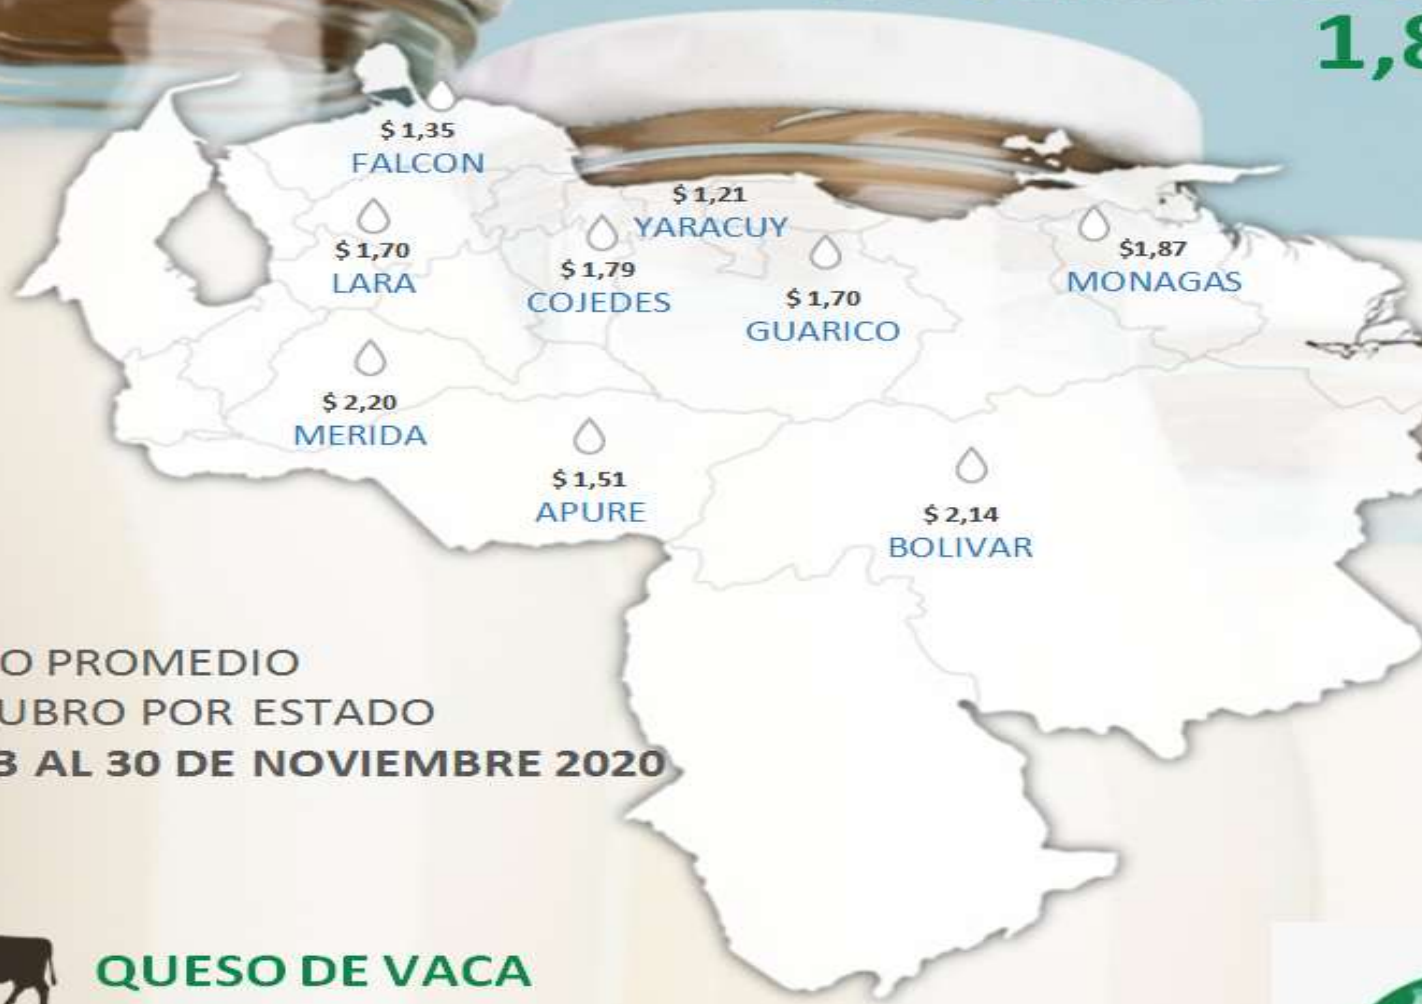 1,8
$ 1,35
FALCON
$ 1,21
YARACUY
$ 1,70
LARA
$ 1,79
COJEDES
$ 1,70
GUARICO
$1,87
MONAGAS
$ 2,20
MERIDA
$ 1,51
APURE
$ 2,14
BOLIVAR
O PROMEDIO
UBRO POR ESTADO
3 AL 30 DE NOVIEMBRE 2020
QUESO DE VACA